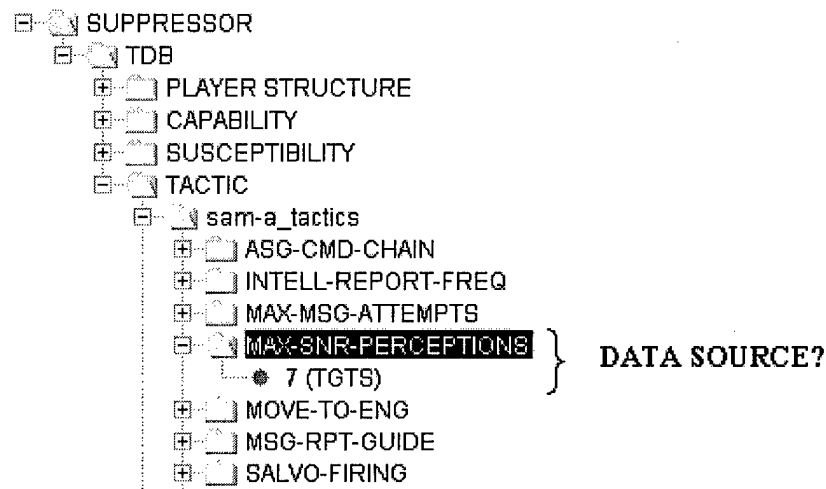 SUPPRESSOR
TDB
PLAYER STRUCTURE
CAPABILITY
SUSCEPTIBILITY
TACTIC
sam-a_tactics
ASG-CMD-CHAIN
INTELL-REPORT-FREQ
MAX-MSG-ATTEMPTS
MAX-SNR-PERCEPTIONS
DATA SOURCE?
7 (TGTS)
MOVE-TO-ENG
MSG-RPT-GUIDE
SALVO-FIRING